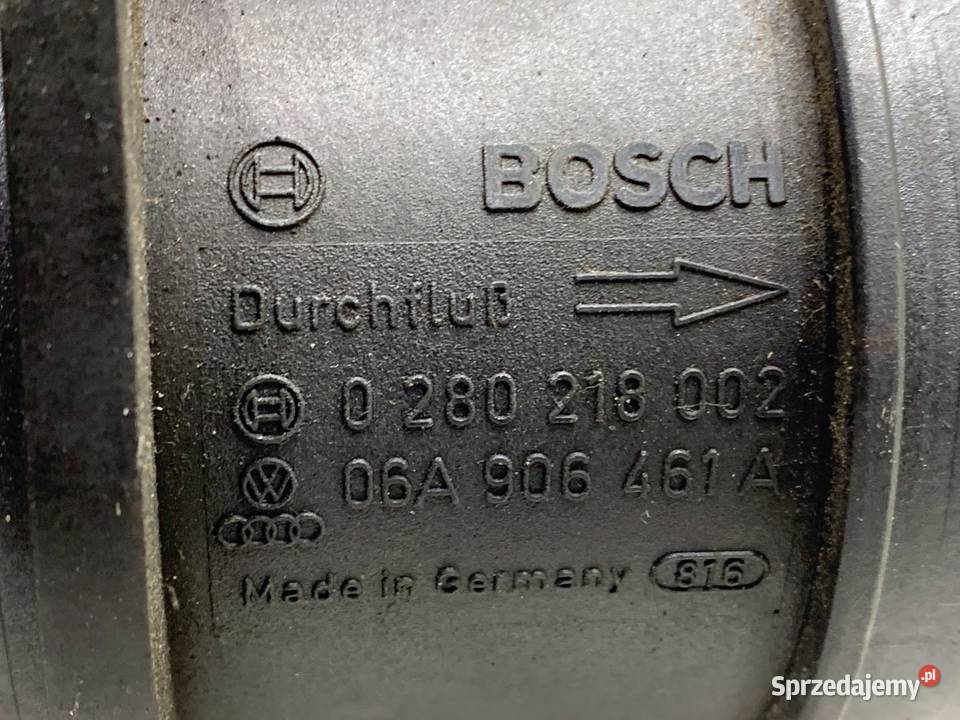 BOSCH
Durchfluß
0 280 218 002
06A 906 461 A
Made in Germany 816
Sprzedajemy.pl